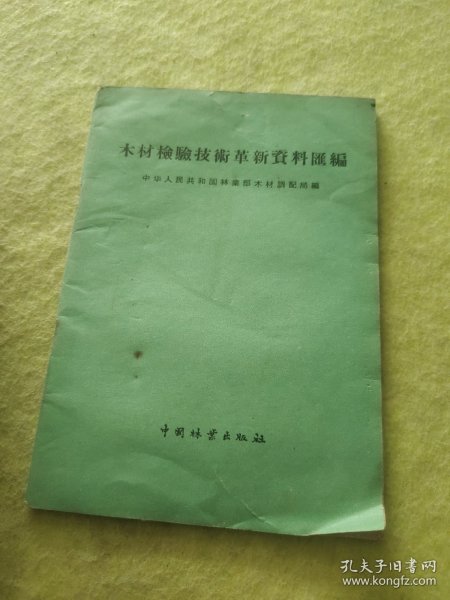 木材檢驗技術革新資料匯編
中华人民共和国林業部木材調配局編
中国林業出版社
孔夫子旧书网
www.kongfz.com